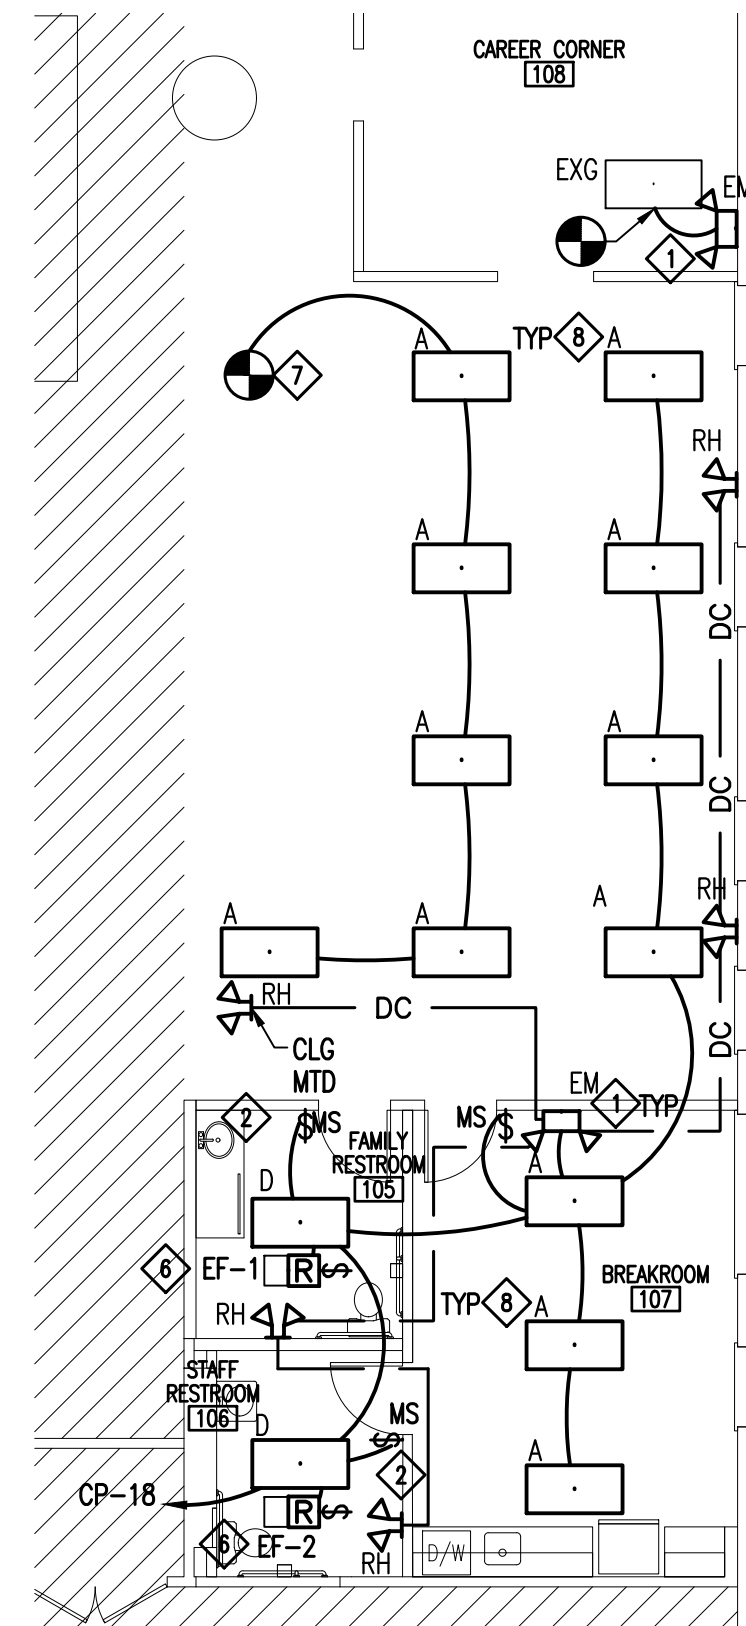 CAREER CORNER
108
EXG
EM
1
A
TYP
8
A
7
RH
A
A
DC
A
A
DC
A
A
A
RH
RH
DC
DC
CLG
MTD
EM
1
TYP
2
$
MS
MS
$
FAMILY
RESTROOM
105
A
D
6
EF-1
R
$
BREAKROOM
107
TYP
8
A
RH
STAFF
RESTROOM
106
D
MS
$
A
2
CP-18
R
$
6
EF-2
RH
D/W